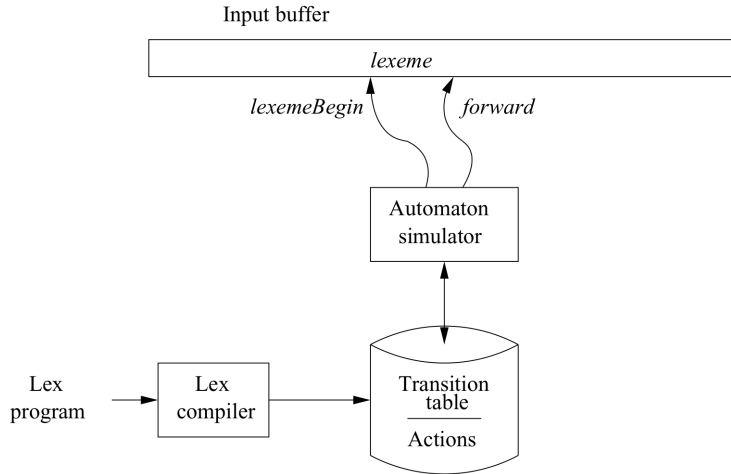 Input buffer
lexeme
lexemeBegin
forward
Automaton
simulator
Lex
program
Lex
compiler
Transition
table
Actions